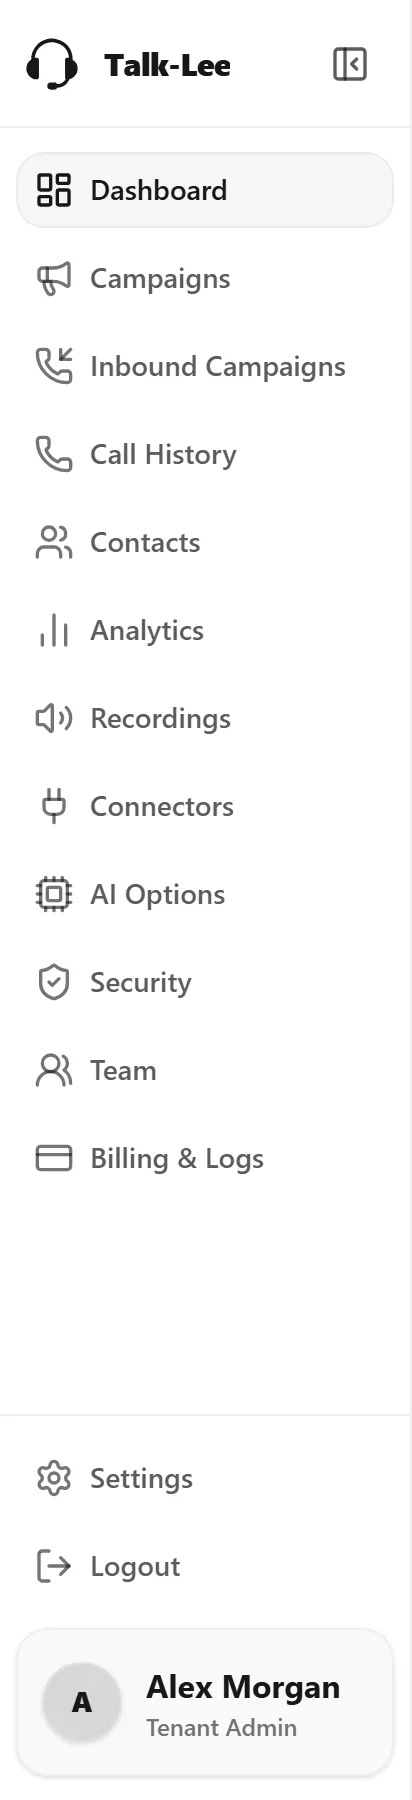 Talk-Lee
Dashboard
Campaigns
Inbound Campaigns
Call History
Contacts
Analytics
Recordings
Connectors
AI Options
Security
Team
Billing & Logs
Settings
Logout
A
Alex Morgan
Tenant Admin